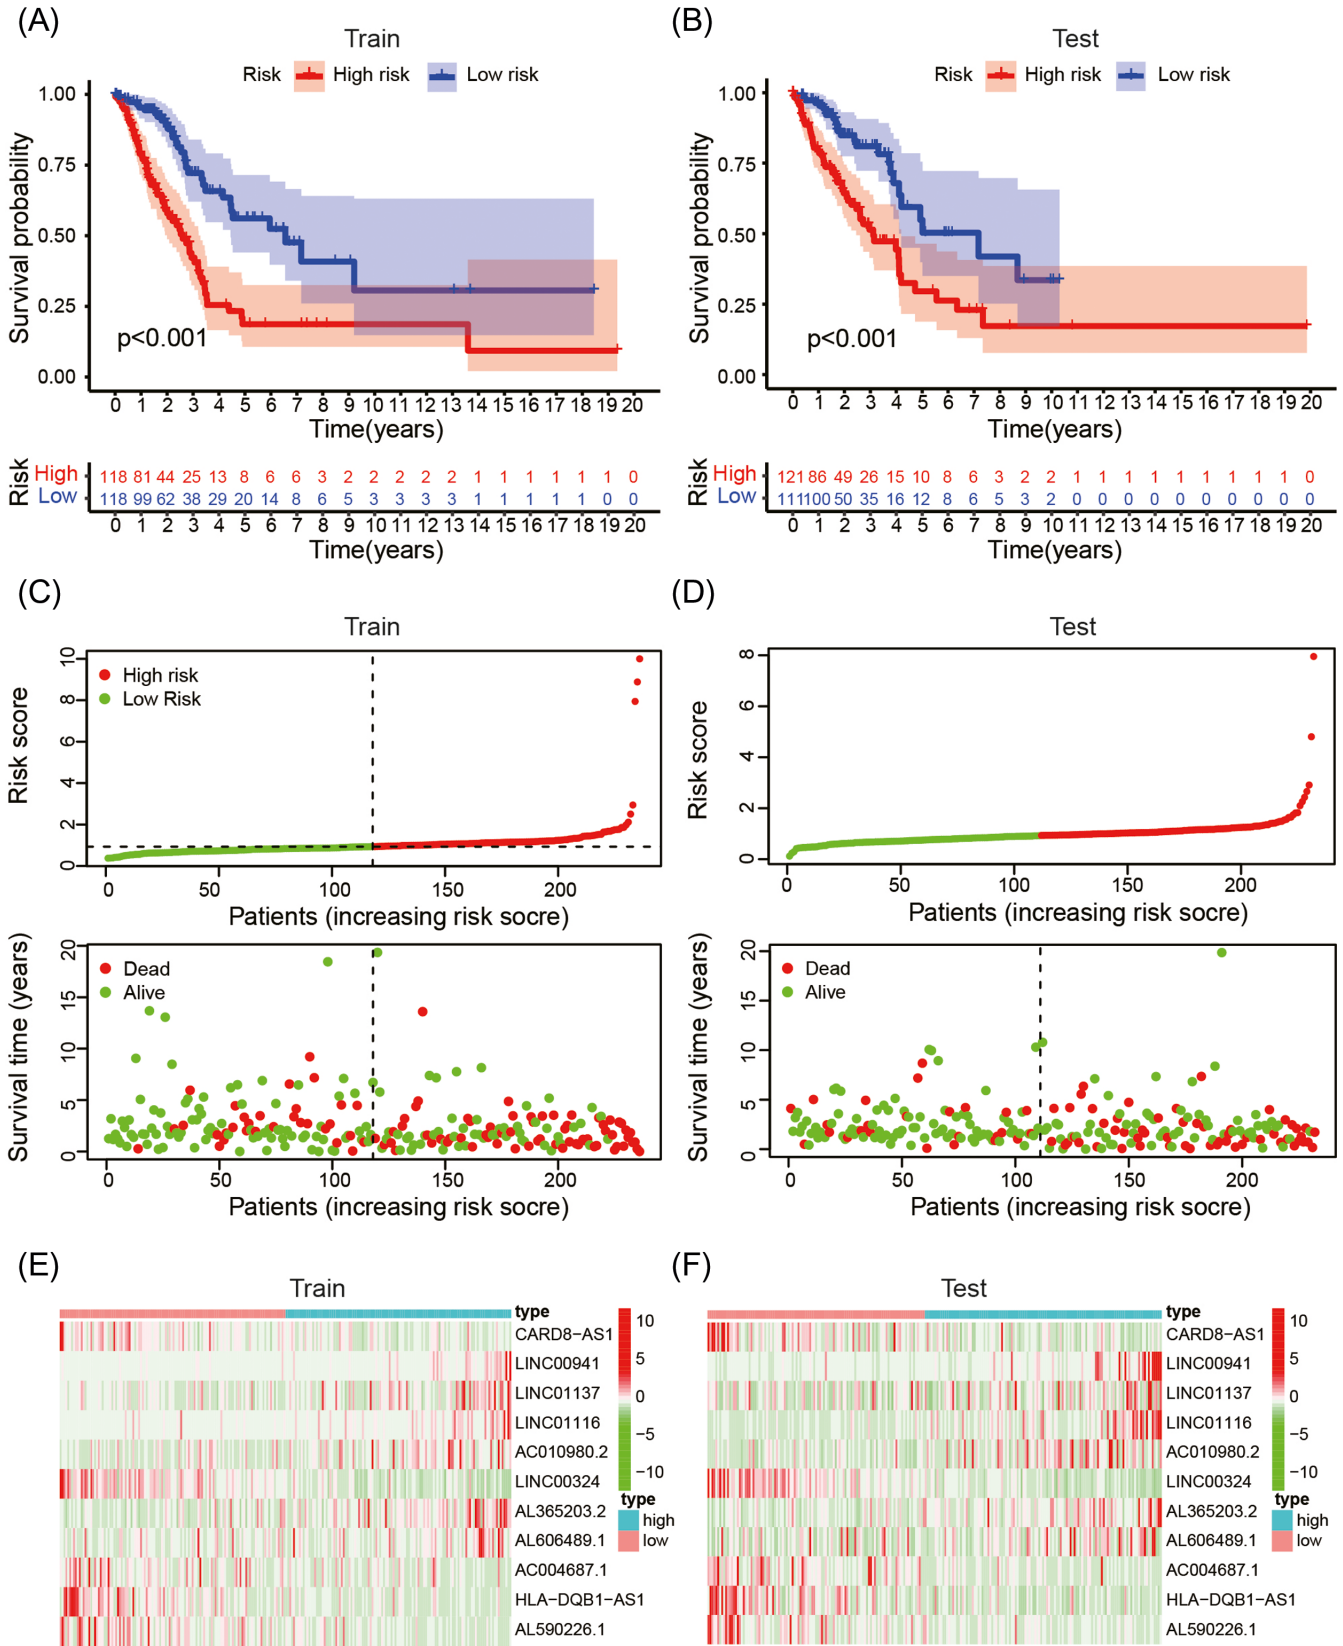 (A)
Train
Risk High risk Low risk
Survival probability
1.00
0.75
0.50
0.25
0.00
p<0.001
0 1 2 3 4 5 6 7 8 9 10 11 12 13 14 15 16 17 18 19 20
Time(years)
Risk
High 118 81 44 25 13 8 6 6 3 2 2 2 2 2 1 1 1 1 1 1 0
Low 118 99 62 38 29 20 14 8 6 5 3 3 3 3 1 1 1 1 1 0 0
0 1 2 3 4 5 6 7 8 9 10 11 12 13 14 15 16 17 18 19 20
Time(years)
(B)
Test
Risk High risk Low risk
Survival probability
1.00
0.75
0.50
0.25
0.00
p<0.001
0 1 2 3 4 5 6 7 8 9 10 11 12 13 14 15 16 17 18 19 20
Time(years)
Risk
High 121 86 49 26 15 10 8 6 3 2 2 1 1 1 1 1 1 1 1 1 0
Low 111 100 50 35 16 12 8 6 5 3 2 0 0 0 0 0 0 0 0 0 0
0 1 2 3 4 5 6 7 8 9 10 11 12 13 14 15 16 17 18 19 20
Time(years)
(C)
Train
Risk score
10
8
6
4
2
0
High risk
Low Risk
0 50 100 150 200
Patients (increasing risk socre)
Survival time (years)
20
15
10
5
0
Dead
Alive
0 50 100 150 200
Patients (increasing risk socre)
(D)
Test
Risk score
8
6
4
2
0
0 50 100 150 200
Patients (increasing risk socre)
Survival time (years)
20
15
10
5
0
Dead
Alive
0 50 100 150 200
Patients (increasing risk socre)
(E)
Train
type
CARD8−AS1
LINC00941
LINC01137
LINC01116
AC010980.2
LINC00324
AL365203.2
AL606489.1
AC004687.1
HLA−DQB1−AS1
AL590226.1
10
5
0
−5
−10
type
high
low
(F)
Test
type
CARD8−AS1
LINC00941
LINC01137
LINC01116
AC010980.2
LINC00324
AL365203.2
AL606489.1
AC004687.1
HLA−DQB1−AS1
AL590226.1
10
5
0
−5
−10
type
high
low